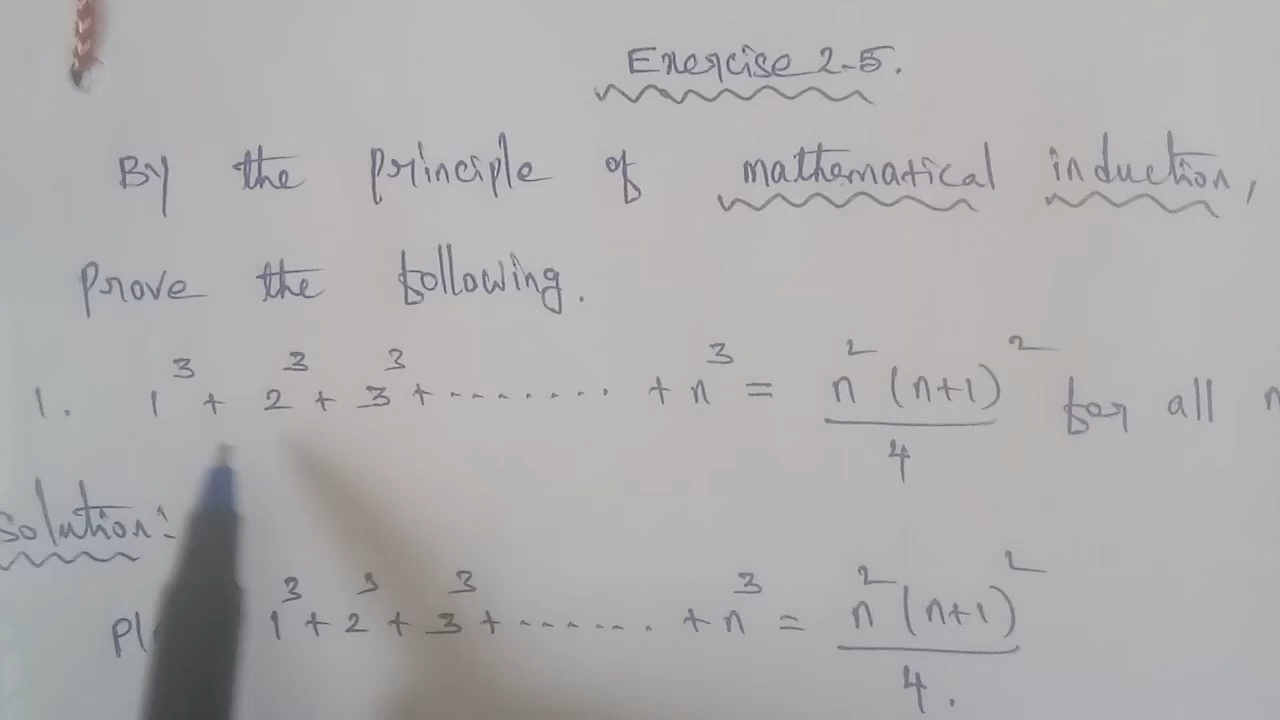 Exercise 2.5.
By the principle of mathematical induction,
Prove the following.
1. 1³ + 2³ + 3³ + ........ + n³ = n²(n+1)²/4 for all n
Solution:
1³ + 2³ + 3³ + ....... + n³ = n²(n+1)²/4.